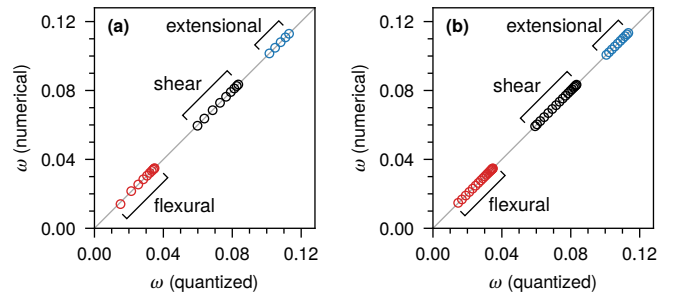 (a)
extensional
shear
flexural
0.12
0.08
0.04
0.00
ω (numerical)
0.00 0.04 0.08 0.12
ω (quantized)
(b)
extensional
shear
flexural
0.12
0.08
0.04
0.00
ω (numerical)
0.00 0.04 0.08 0.12
ω (quantized)